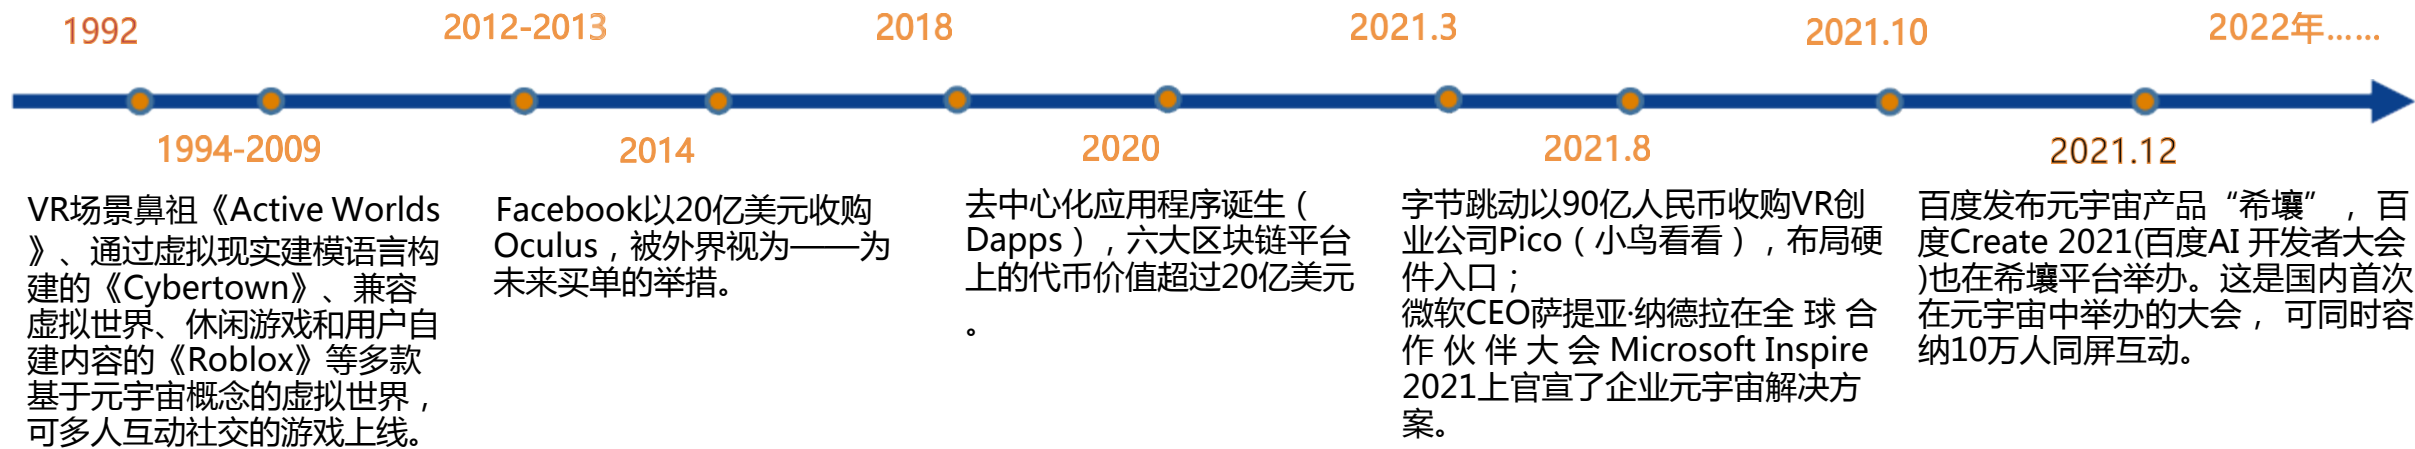 1992
2012-2013
2018
2021.3
2021.10
2022年……
1994-2009
2014
2020
2021.8
2021.12
VR场景鼻祖《Active Worlds
》、通过虚拟现实建模语言构
建的《Cybertown》、兼容
虚拟世界、休闲游戏和用户自
建内容的《Roblox》等多款
基于元宇宙概念的虚拟世界，
可多人互动社交的游戏上线。
Facebook以20亿美元收购
Oculus，被外界视为——为
未来买单的举措。
去中心化应用程序诞生（
Dapps），六大区块链平台
上的代币价值超过20亿美元
。
字节跳动以90亿人民币收购VR创
业公司Pico（小鸟看看），布局硬
件入口；
微软CEO萨提亚·纳德拉在全 球 合
作 伙 伴 大 会 Microsoft Inspire
2021上官宣了企业元宇宙解决方
案。
百度发布元宇宙产品“希壤”，百
度Create 2021(百度AI 开发者大会
)也在希壤平台举办。这是国内首次
在元宇宙中举办的大会， 可同时容
纳10万人同屏互动。